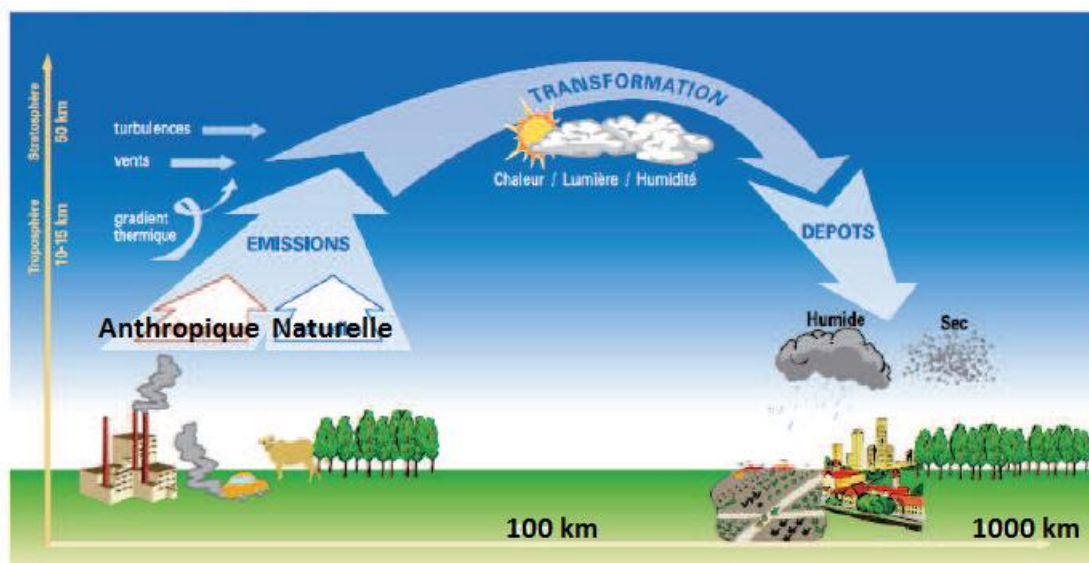 Stratosphère
50 km
Troposphère
10-15 km
turbulences
vents
gradient
thermique
TRANSFORMATION
Chaleur / Lumière / Humidité
EMISSIONS
DEPOTS
Anthropique
Naturelle
Humide
Sec
100 km
1000 km